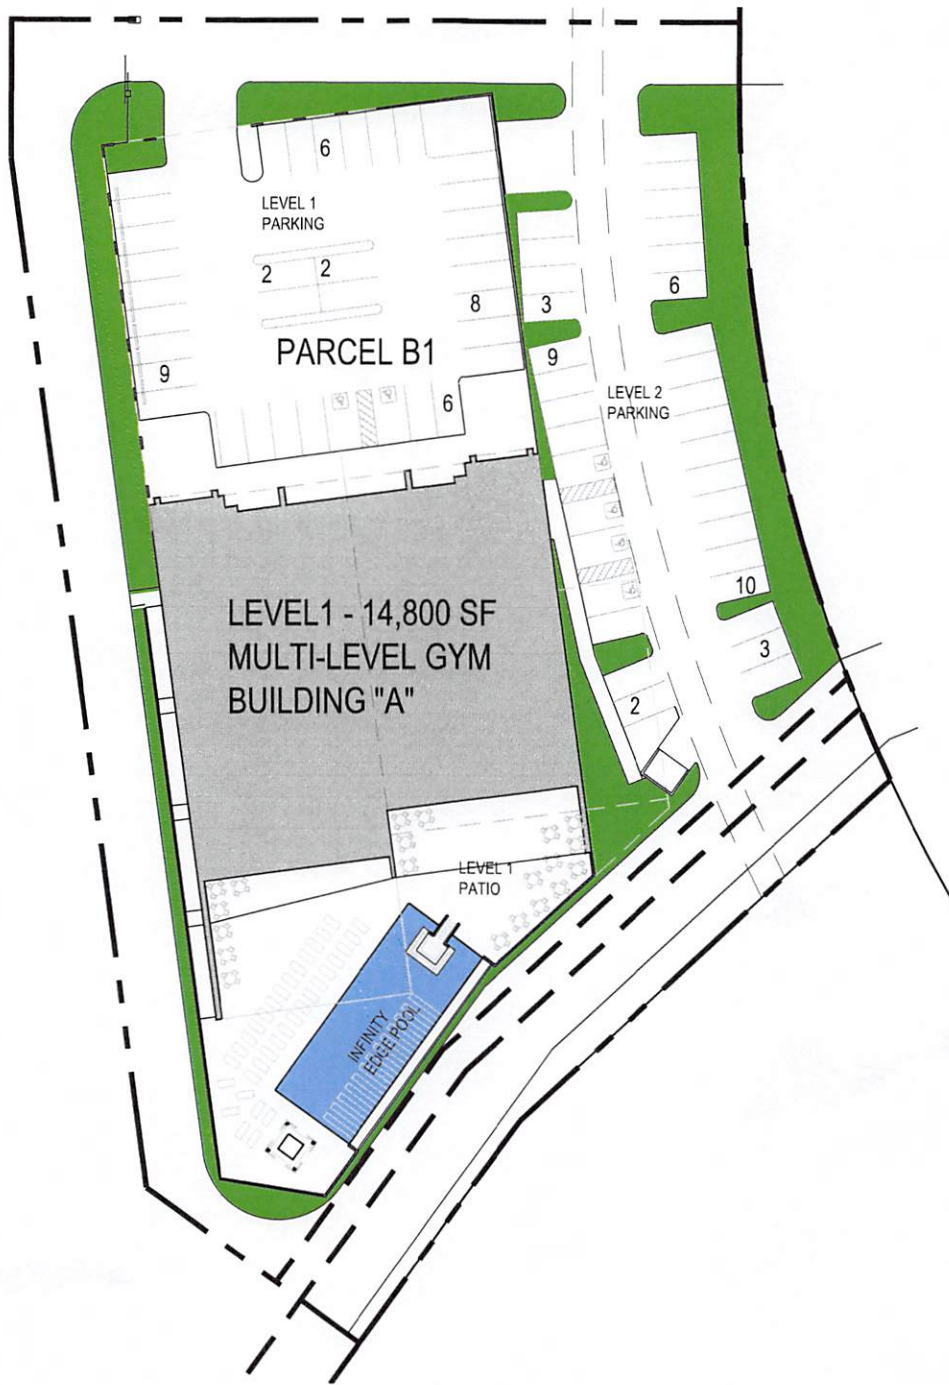 6
LEVEL 1
PARKING
2
2
8
3
6
PARCEL B1
9
9
6
LEVEL 2
PARKING
LEVEL1 - 14,800 SF
MULTI-LEVEL GYM
BUILDING "A"
10
3
2
LEVEL 1
PATIO
INFINITY
EDGE POOL